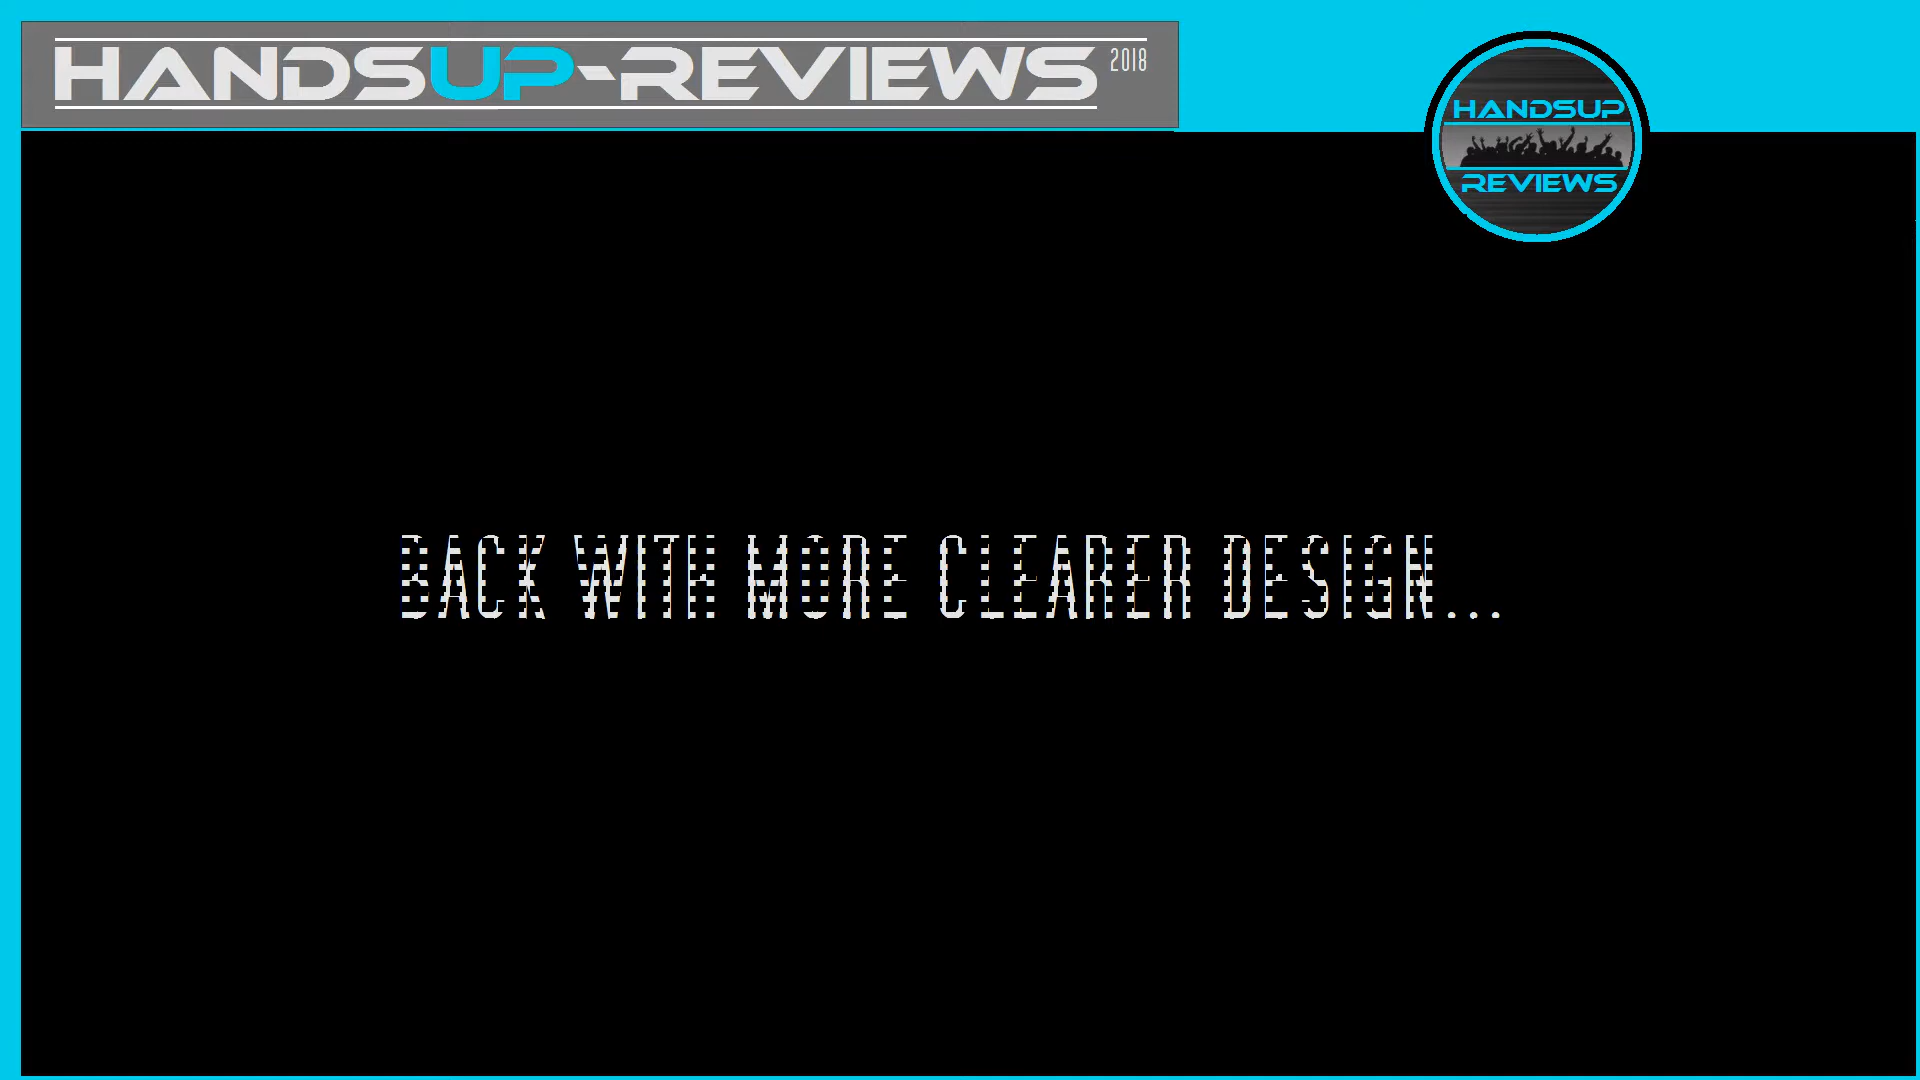 HANDSUP-REVIEWS 2018
HANDSUP
REVIEWS
BACK WITH MORE CLEARER DESIGN...